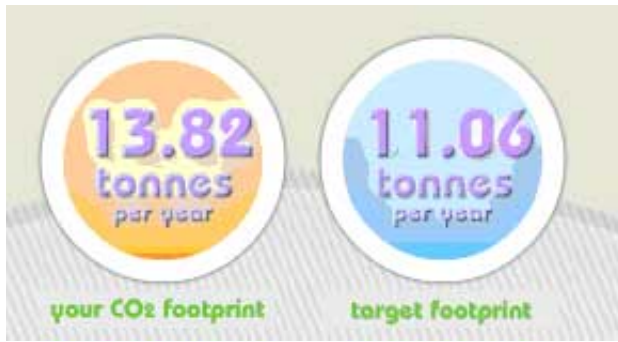 13.82
tonnes
per year
your CO2 footprint
11.06
tonnes
per year
target footprint